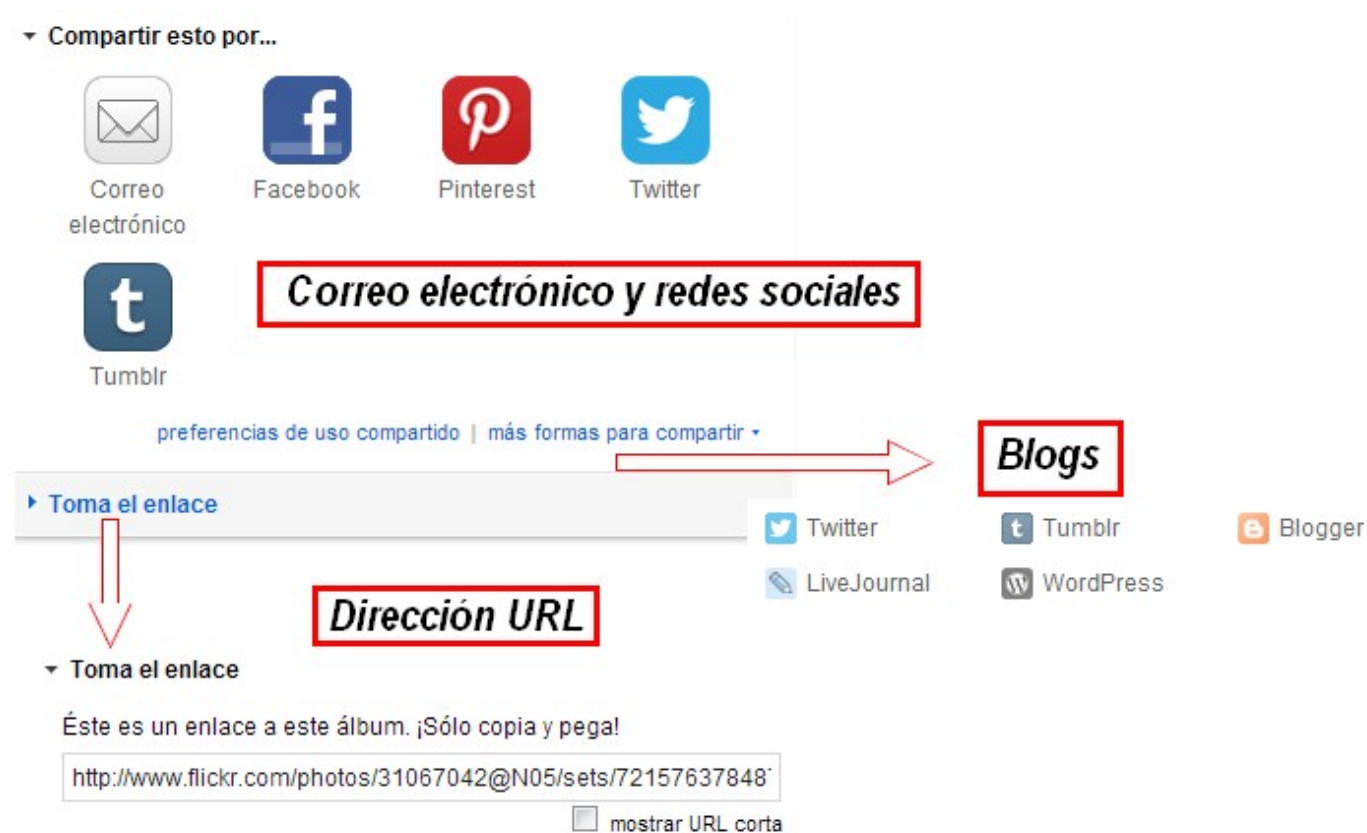 Compartir esto por...
Correo
electrónico
Facebook
Pinterest
Twitter
Correo electrónico y redes sociales
Tumblr
preferencias de uso compartido | más formas para compartir
Blogs
Toma el enlace
Twitter
Tumblr
Blogger
LiveJournal
WordPress
Dirección URL
Toma el enlace
Éste es un enlace a este álbum. ¡Sólo copia y pega!
http://www.flickr.com/photos/31067042@N05/sets/72157637848
mostrar URL corta